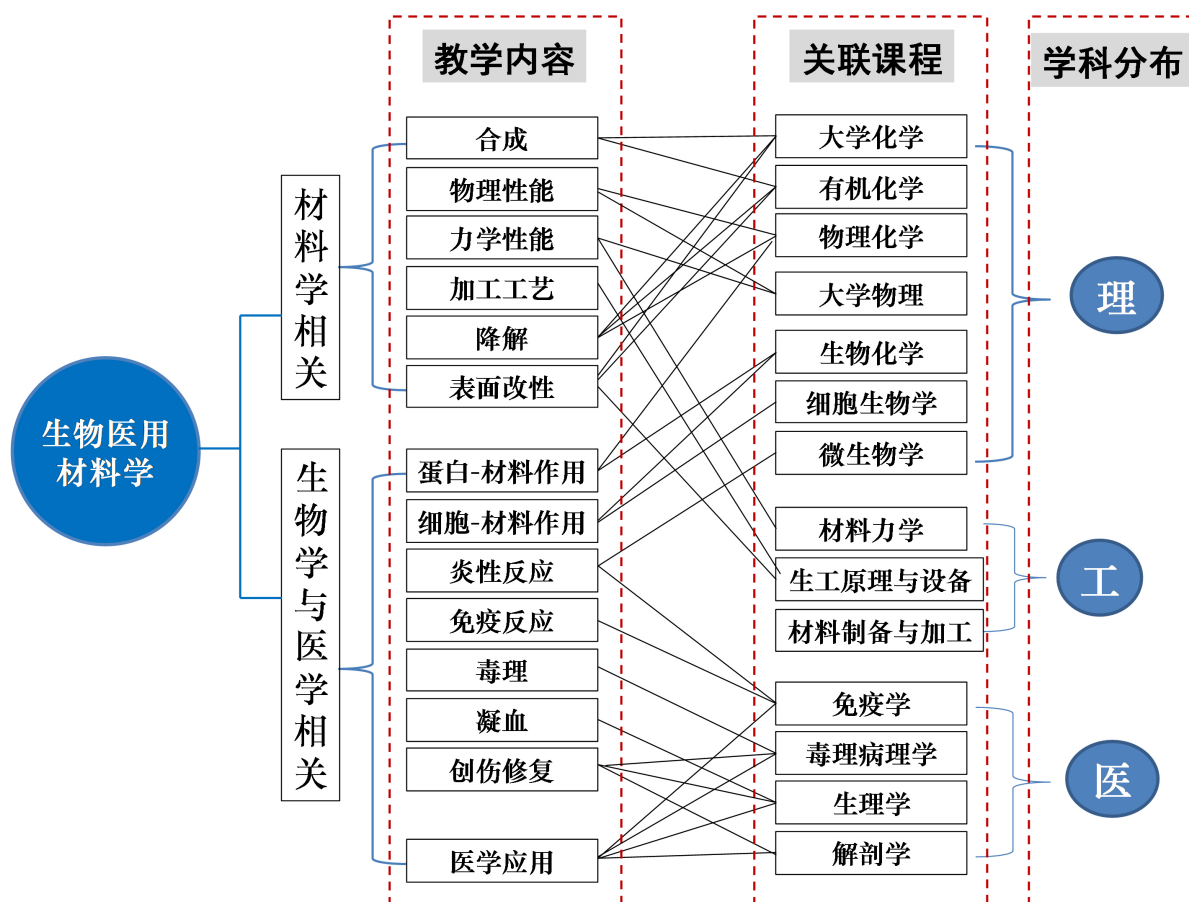 教学内容
关联课程
学科分布
生物医用
材料学
材料学相关
生物学与医学相关
合成
物理性能
力学性能
加工工艺
降解
表面改性
蛋白-材料作用
细胞-材料作用
炎性反应
免疫反应
毒理
凝血
创伤修复
医学应用
大学化学
有机化学
物理化学
大学物理
生物化学
细胞生物学
微生物学
材料力学
生工原理与设备
材料制备与加工
免疫学
毒理病理学
生理学
解剖学
理
工
医